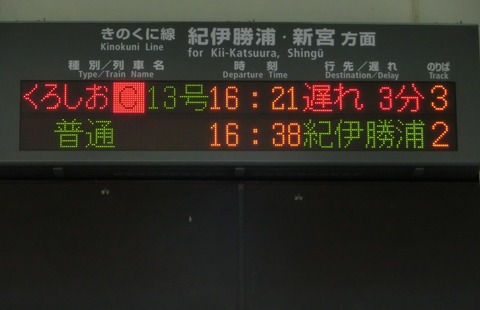 きのくに線 紀伊勝浦・新宮 方面
Kinokuni Line for Kii-Katsuura, Shingū
種別/列車名 時刻 行先/遅れ のりば
Type/Train Name Departure Time Destination/Delay Track
くろしお C 13号 16:21 遅れ 3分 3
普通 16:38 紀伊勝浦 2